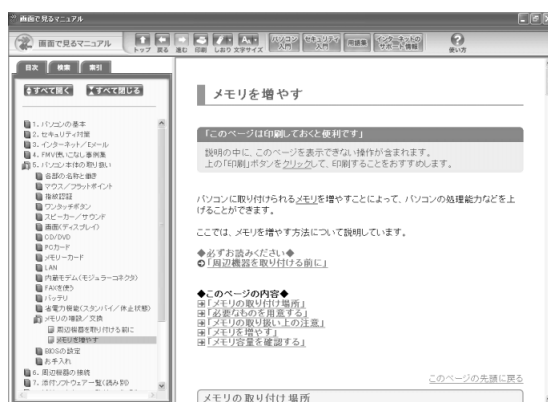 画面で見るマニュアル
画面で見るマニュアル
トップ 戻る 進む 印刷 しおり 文字サイズ
パソコン入門
セキュリティ入門
用語集
インターネットのサポート情報
使い方
目次 検索 索引
すべて開く すべて閉じる
1. パソコンの基本
2. セキュリティ対策
3. インターネット/Eメール
4. FMV使いこなし事例集
5. パソコン本体の取り扱い
各部の名称と働き
マウス/フラットポイント
指紋認証
ワンタッチボタン
スピーカー/サウンド
画面(ディスプレイ)
CD/DVD
PCカード
メモリーカード
LAN
内蔵モデム(モジュラーコネクタ)
FAXを使う
バッテリ
省電力機能(スタンバイ/休止状態)
メモリの増設/交換
周辺機器を取り付ける前に
メモリを増やす
BIOSの設定
お手入れ
6. 周辺機器の接続
7. 添付ソフトウェア一覧(読み別)
メモリを増やす
「このページは印刷しておくと便利です」
説明の中に、このページを表示できない操作が含まれます。
上の「印刷」ボタンをクリックして、印刷することをおすすめします。
パソコンに取り付けられるメモリを増やすことによって、パソコンの処理能力などを上
げることができます。
ここでは、メモリを増やす方法について説明しています。
◆必ずお読みください◆
「周辺機器を取り付ける前に」
◆このページの内容◆
「メモリの取り付け場所」
「必要なものを用意する」
「メモリの取り扱い上の注意」
「メモリを増やす」
「メモリ容量を確認する」
このページの先頭に戻る
メモリの取り付け場所